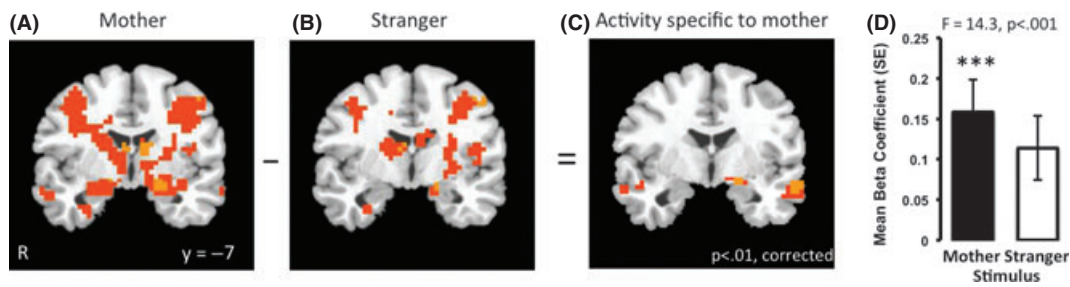 (A) Mother
(B) Stranger
(C) Activity specific to mother
(D) F = 14.3, p<.001
R
y = −7
−
=
p<.01, corrected
Mean Beta Coefficient (SE)
0.25
0.2
0.15
0.1
0.05
0
***
Mother Stranger
Stimulus